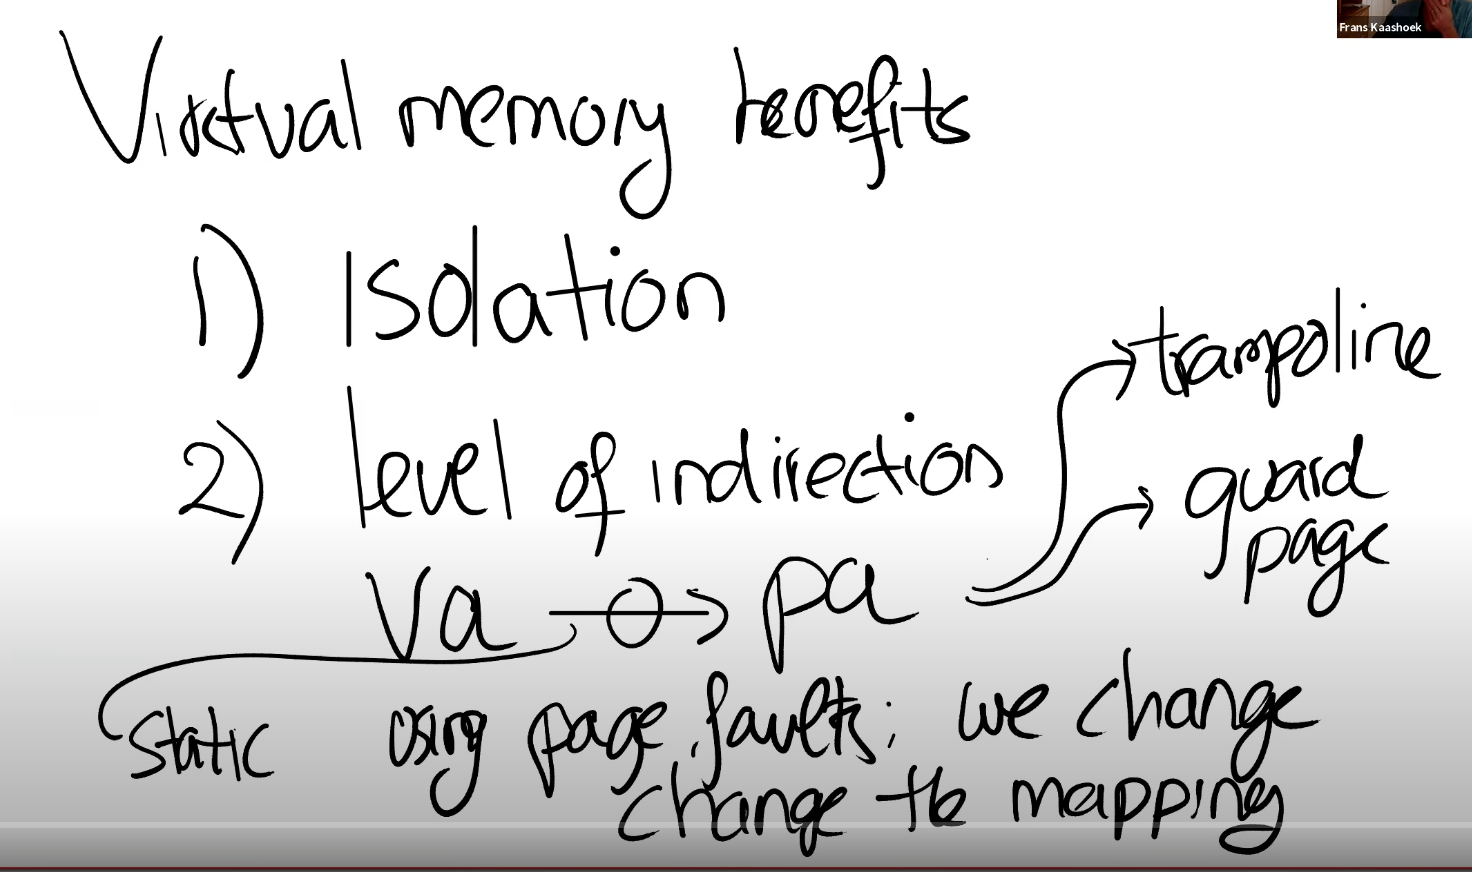 Frans Kaashoek
Virtual memory benefits
1) Isolation
2) level of indirection
trampoline
guard
page
va → pa
static using page faults; we change
change the mapping